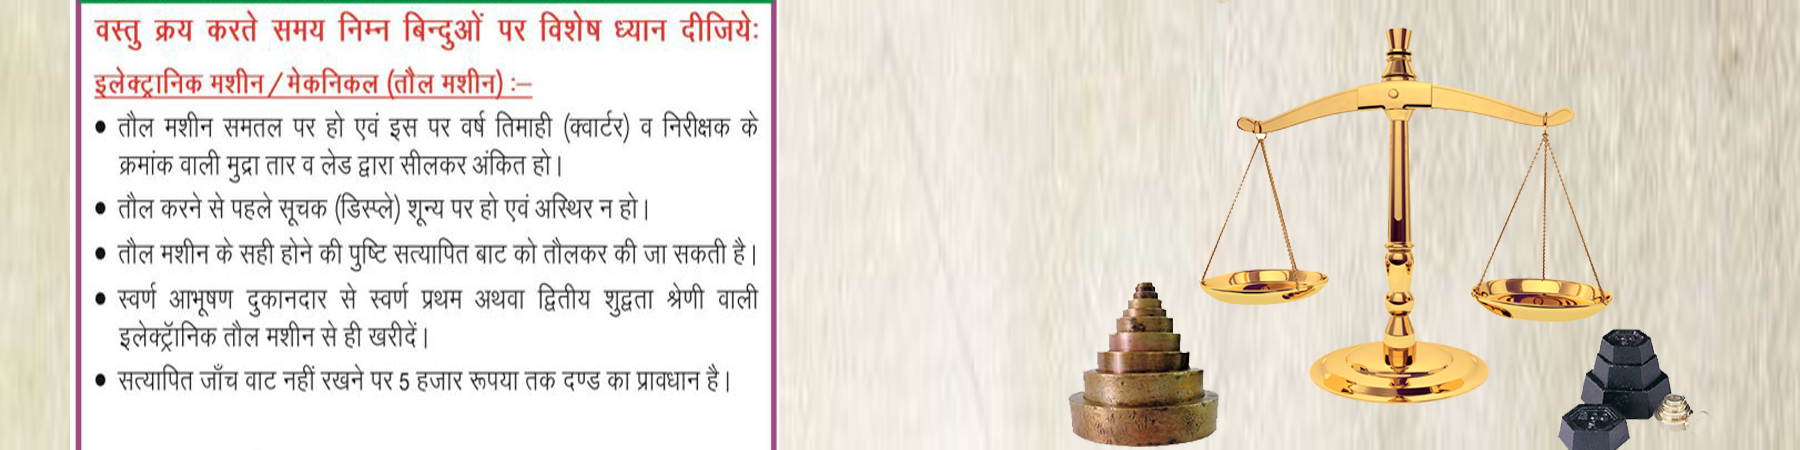 वस्तु क्रय करते समय निम्न बिन्दुओं पर विशेष ध्यान दीजिये:
इलेक्ट्रानिक मशीन / मेकनिकल (तौल मशीन) :–
• तौल मशीन समतल पर हो एवं इस पर वर्ष तिमाही (क्वार्टर) व निरीक्षक के
क्रमांक वाली मुद्रा तार व लेड द्वारा सीलकर अंकित हो।
• तौल करने से पहले सूचक (डिस्प्ले) शून्य पर हो एवं अस्थिर न हो।
• तौल मशीन के सही होने की पुष्टि सत्यापित बाट को तौलकर की जा सकती है।
• स्वर्ण आभूषण दुकानदार से स्वर्ण प्रथम अथवा द्वितीय शुद्वता श्रेणी वाली
इलेक्ट्रॅानिक तौल मशीन से ही खरीदें।
• सत्यापित जाँच वाट नहीं रखने पर 5 हजार रूपया तक दण्ड का प्रावधान है।